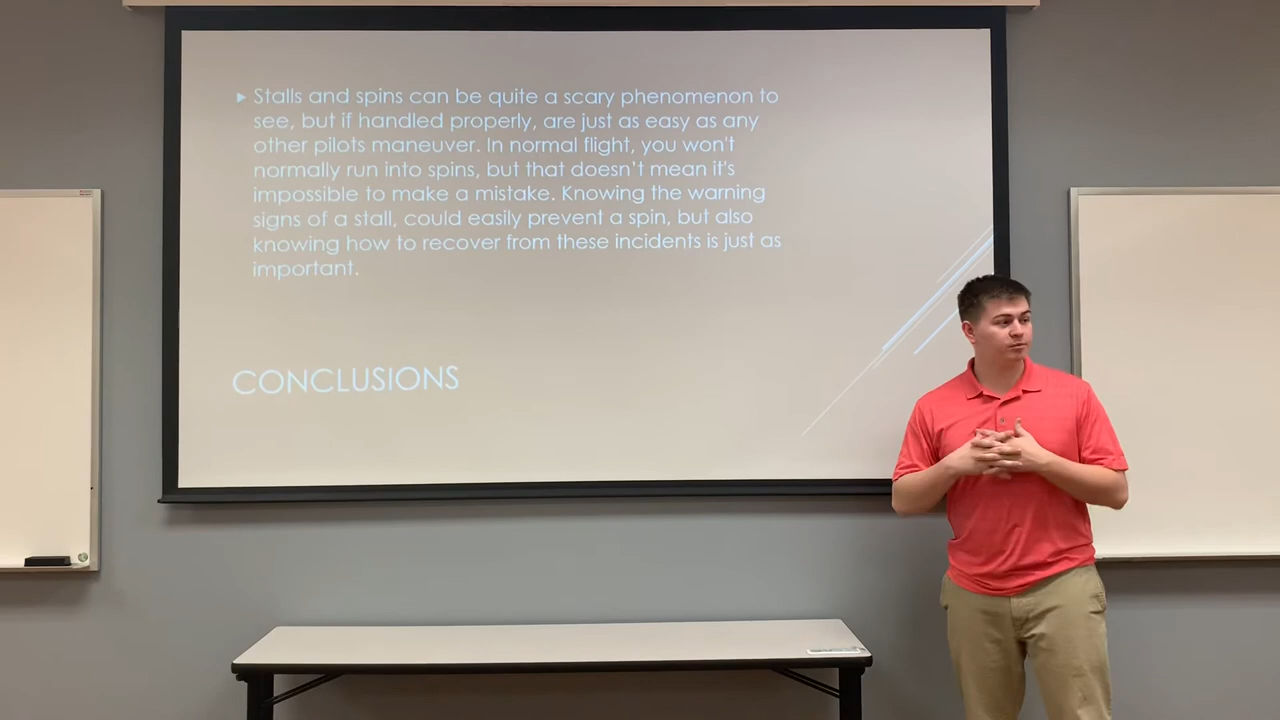 Stalls and spins can be quite a scary phenomenon to
see, but if handled properly, are just as easy as any
other pilots maneuver. In normal flight, you won't
normally run into spins, but that doesn't mean it's
impossible to make a mistake. Knowing the warning
signs of a stall, could easily prevent a spin, but also
knowing how to recover from these incidents is just as
important.
CONCLUSIONS